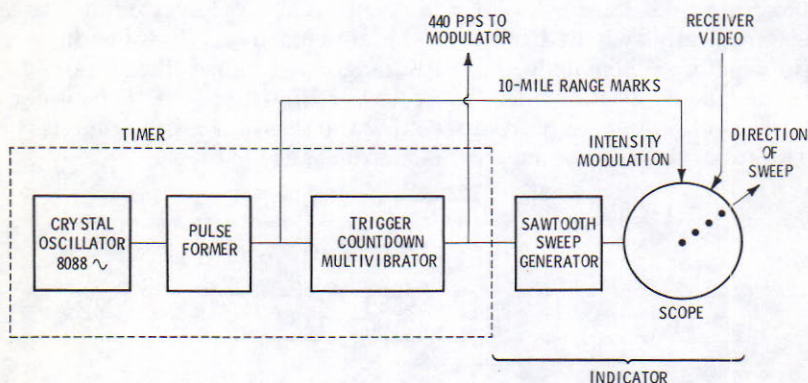 440 PPS TO
MODULATOR
RECEIVER
VIDEO
10-MILE RANGE MARKS
TIMER
INTENSITY
MODULATION
DIRECTION
OF
SWEEP
CRYSTAL
OSCILLATOR
8088 ∿
PULSE
FORMER
TRIGGER
COUNTDOWN
MULTIVIBRATOR
SAWTOOTH
SWEEP
GENERATOR
SCOPE
INDICATOR